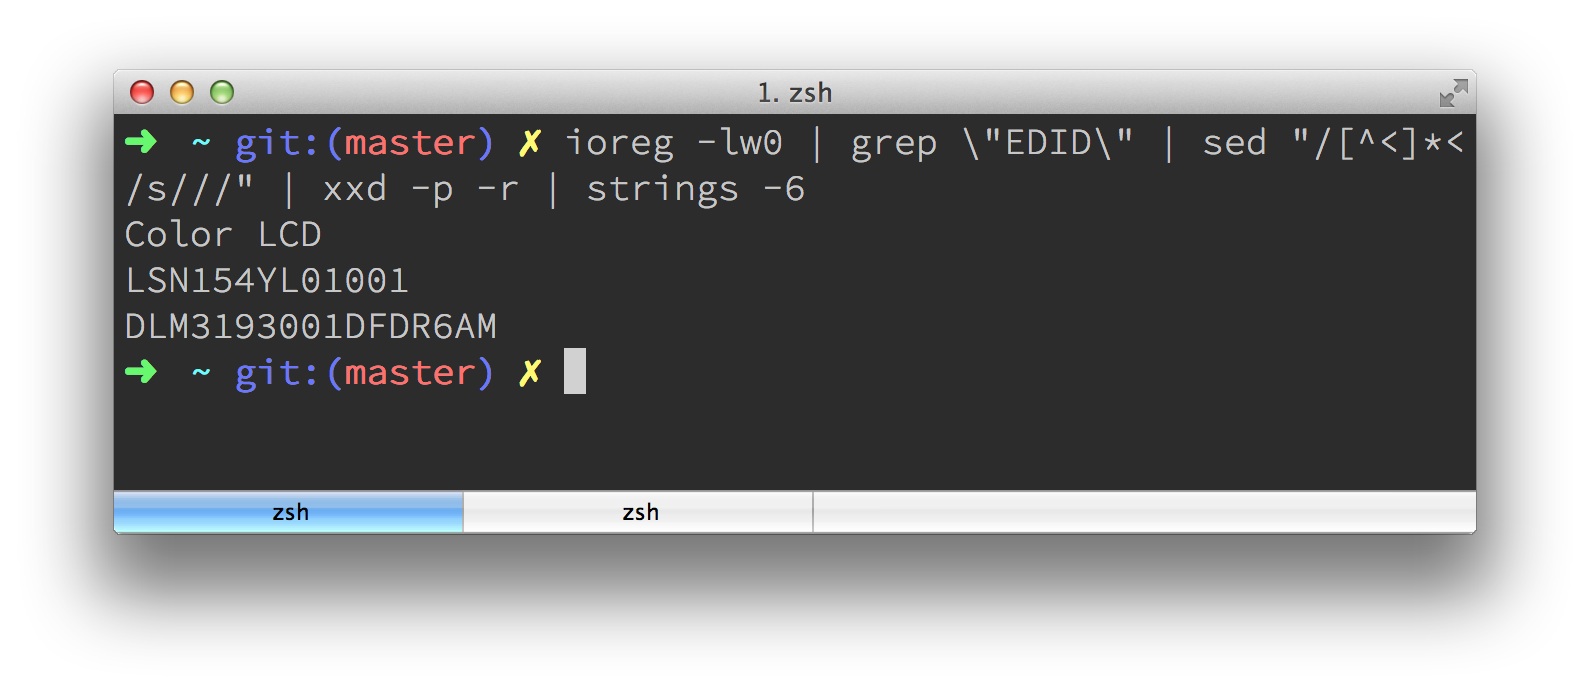 1. zsh
➜ ~ git:(master) ✗ ioreg -lw0 | grep \"EDID\" | sed "/[^<]*<
/s///" | xxd -p -r | strings -6
Color LCD
LSN154YL01001
DLM3193001DFDR6AM
➜ ~ git:(master) ✗
zsh zsh